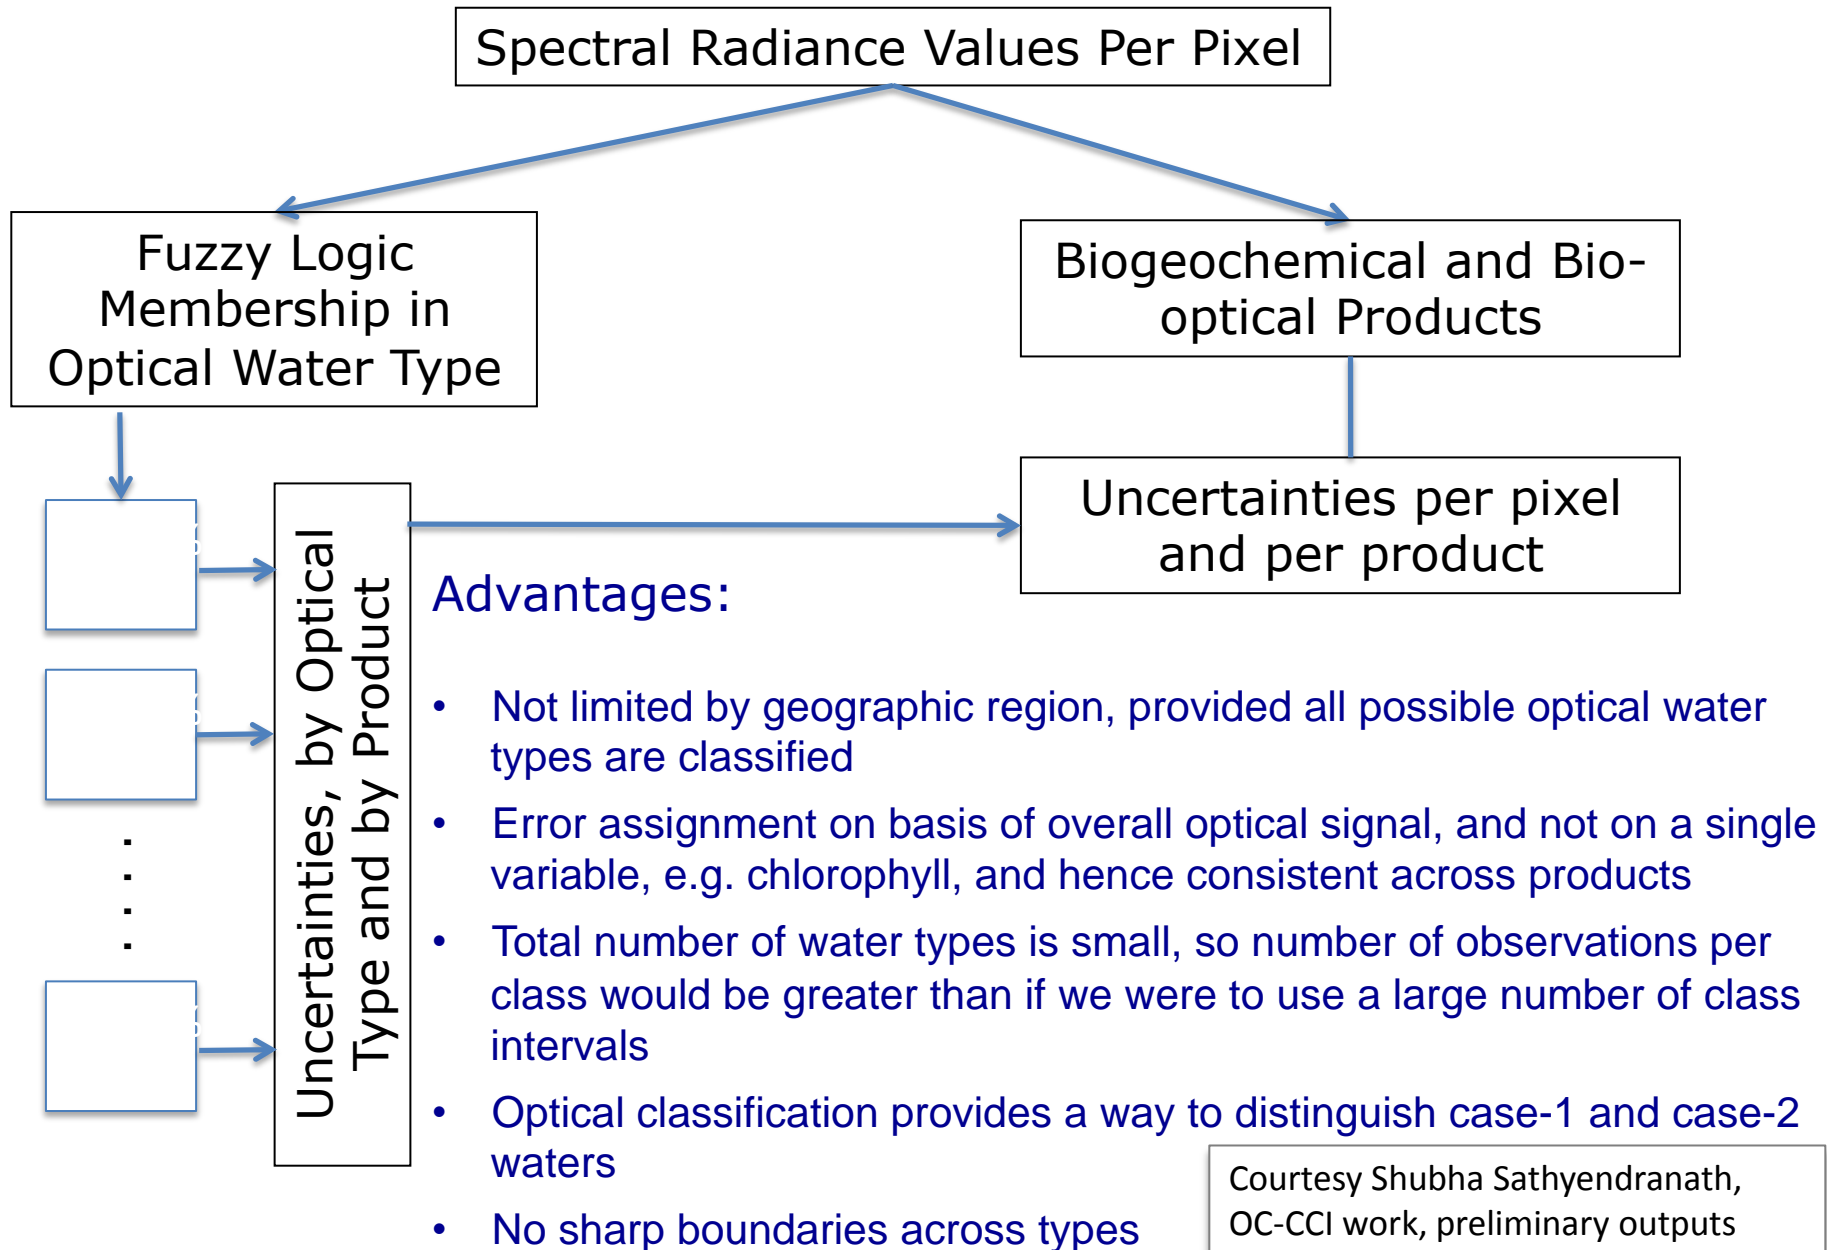 Spectral Radiance Values Per Pixel
Fuzzy Logic
Membership in
Optical Water Type
Biogeochemical and Bio-
optical Products
Uncertainties per pixel
and per product
Uncertainties, by Optical
Type and by Product
Advantages:
• Not limited by geographic region, provided all possible optical water
types are classified
• Error assignment on basis of overall optical signal, and not on a single
variable, e.g. chlorophyll, and hence consistent across products
• Total number of water types is small, so number of observations per
class would be greater than if we were to use a large number of class
intervals
• Optical classification provides a way to distinguish case-1 and case-2
waters
• No sharp boundaries across types
Courtesy Shubha Sathyendranath,
OC-CCI work, preliminary outputs